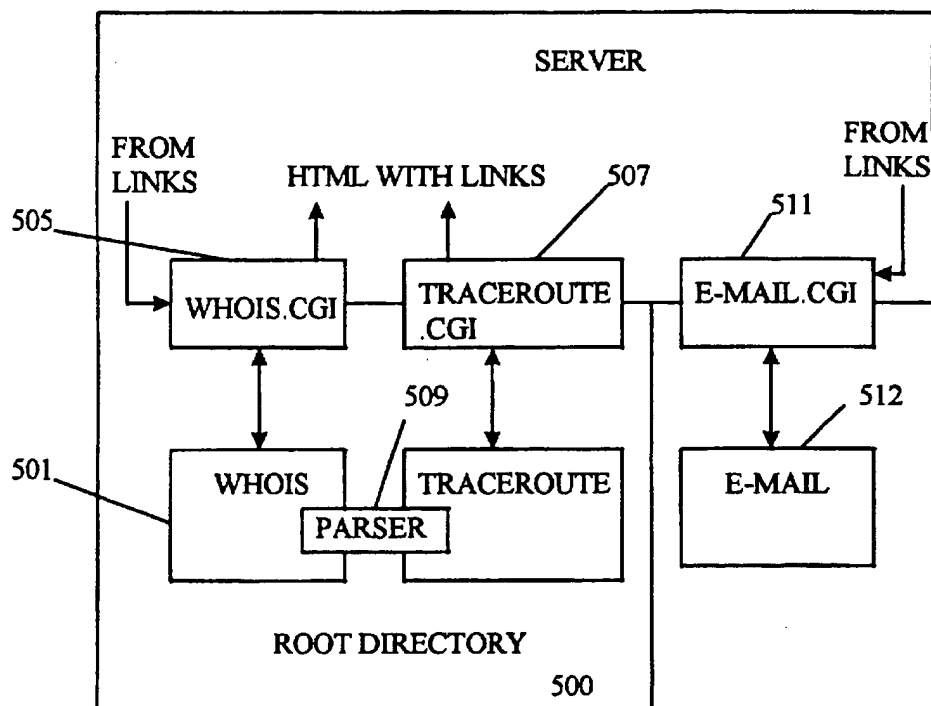 SERVER
FROM
LINKS
HTML WITH LINKS
507
FROM
LINKS
505
511
WHOIS.CGI
TRACEROUTE
.CGI
E-MAIL.CGI
509
512
501
WHOIS
TRACEROUTE
E-MAIL
PARSER
ROOT DIRECTORY
500